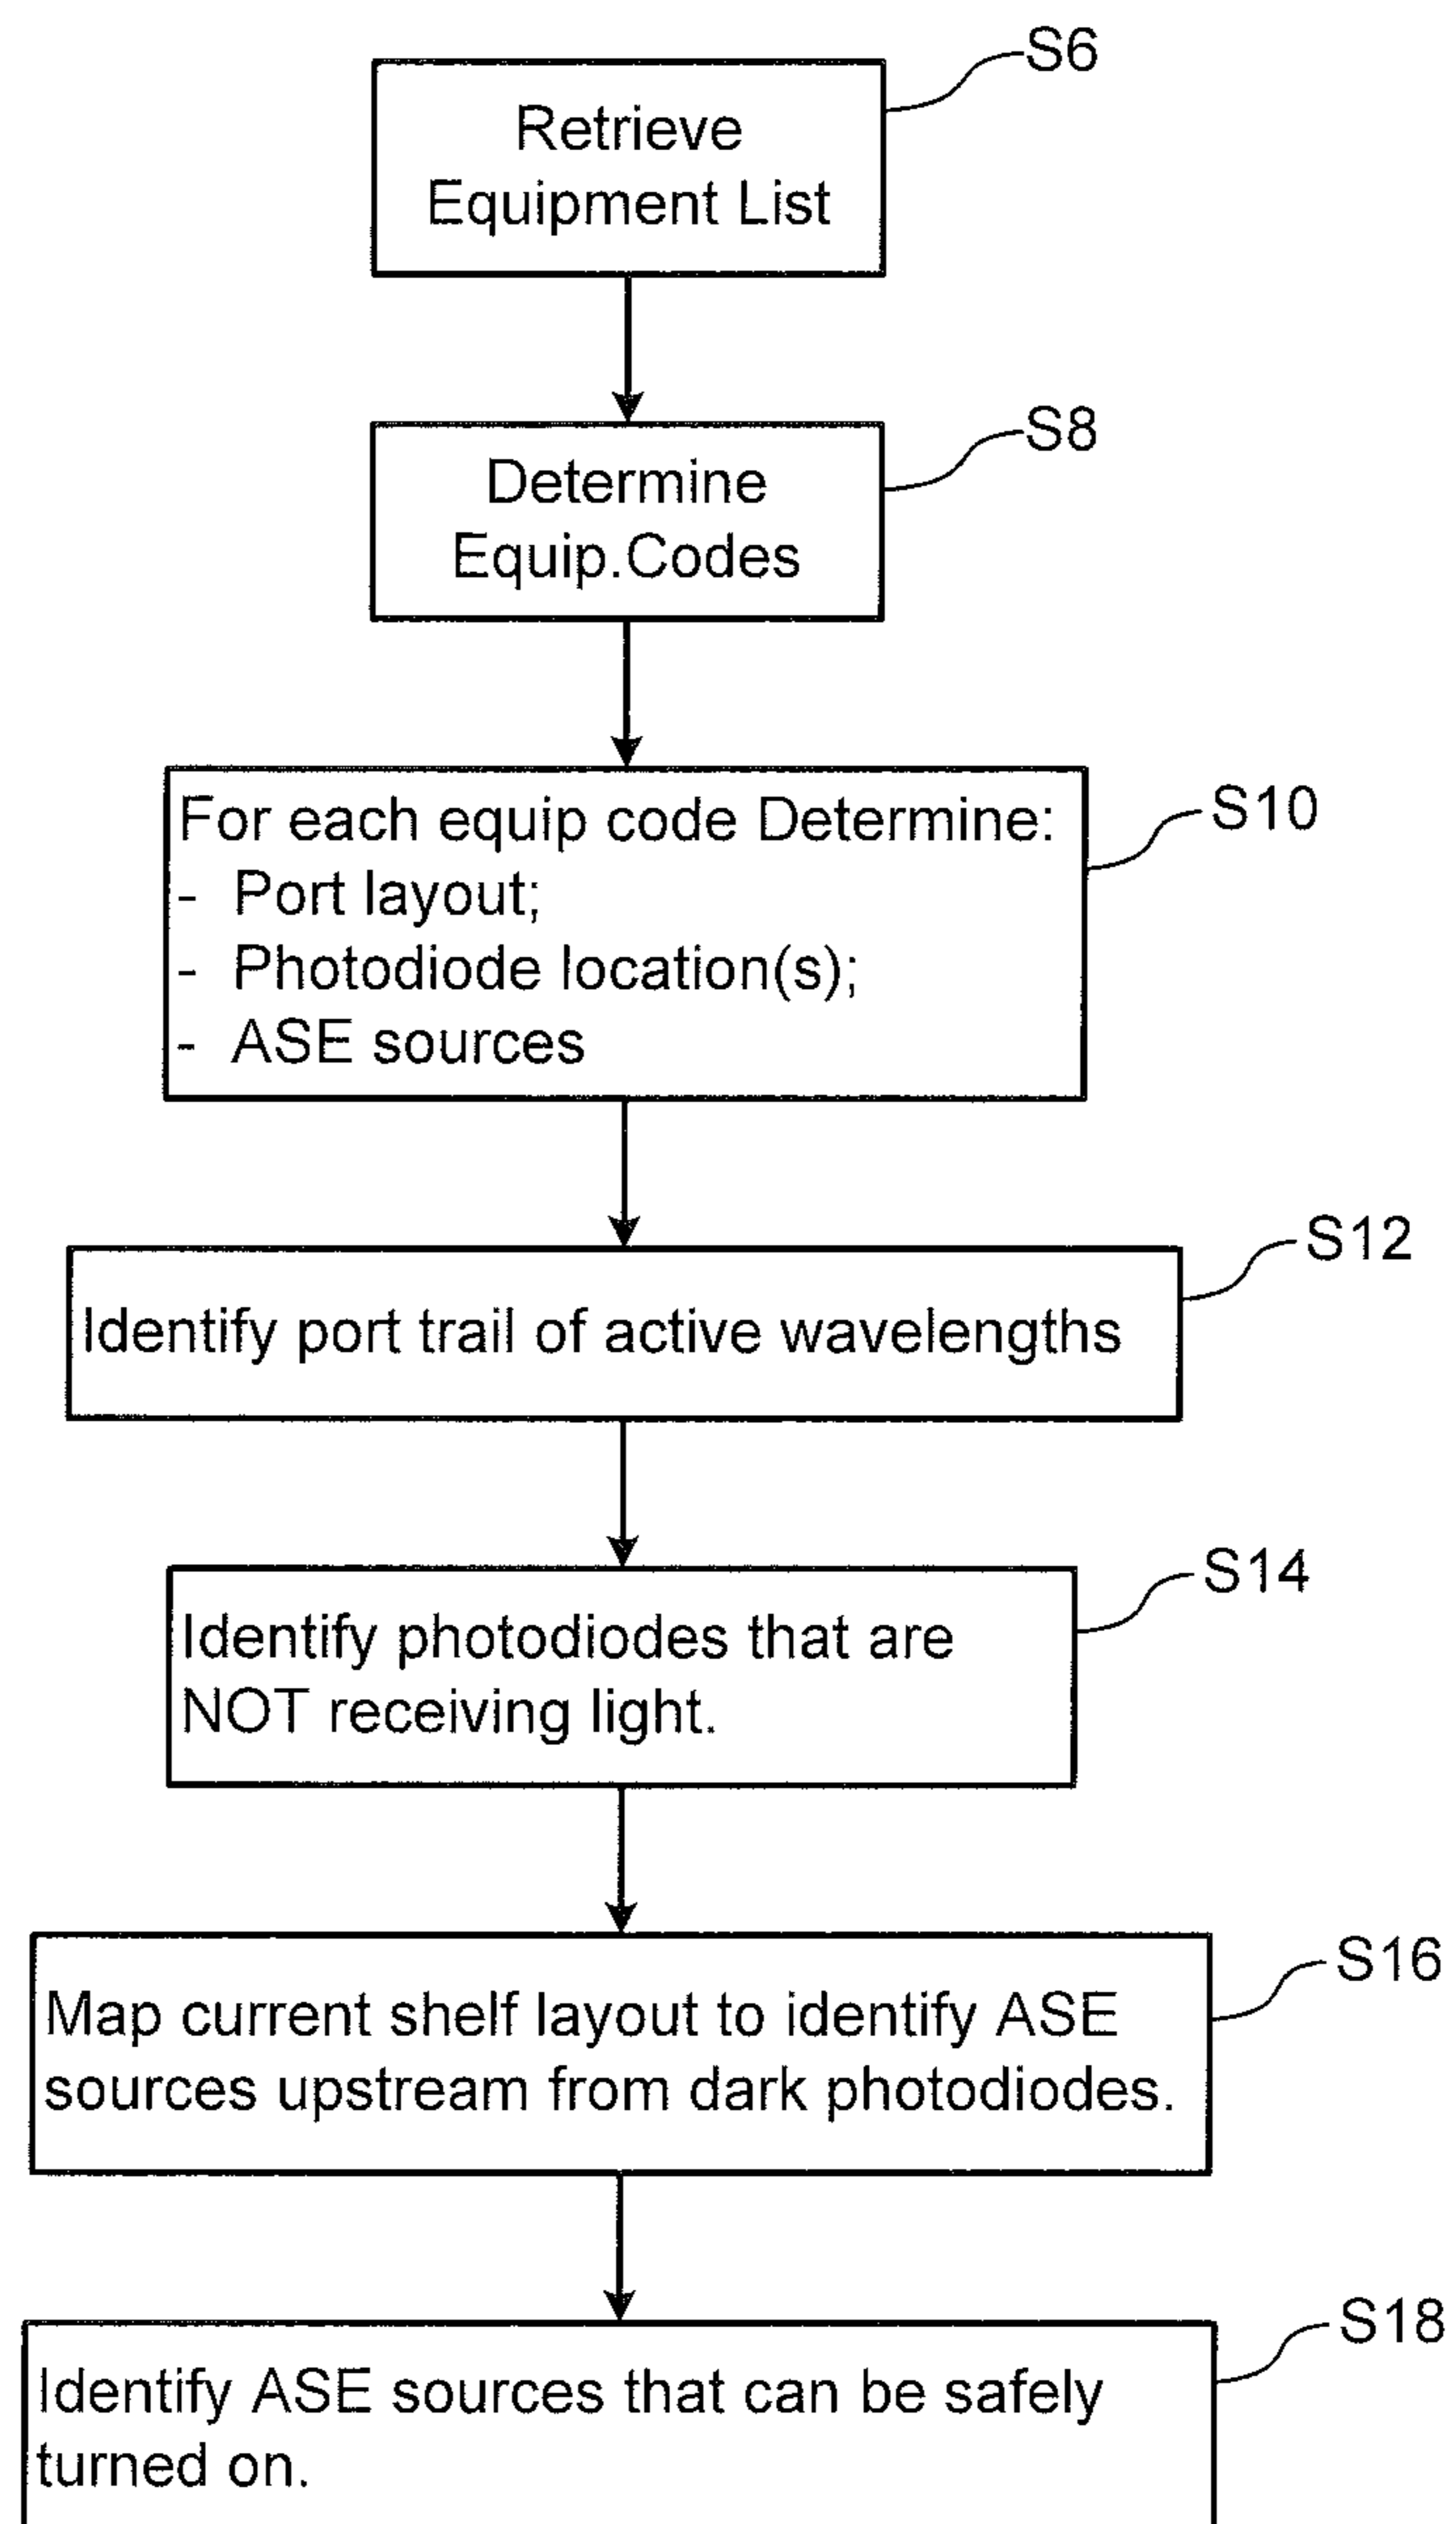 S6
Retrieve
Equipment List
S8
Determine
Equip.Codes
S10
For each equip code Determine:
- Port layout;
- Photodiode location(s);
- ASE sources
S12
Identify port trail of active wavelengths
S14
Identify photodiodes that are
NOT receiving light.
S16
Map current shelf layout to identify ASE
sources upstream from dark photodiodes.
S18
Identify ASE sources that can be safely
turned on.